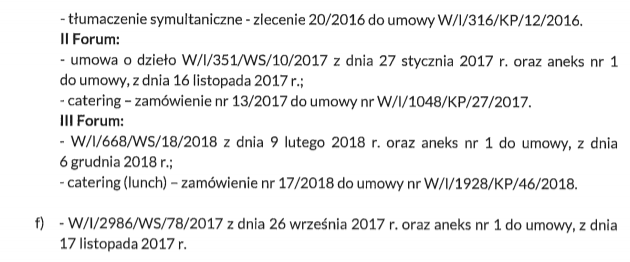 - tłumaczenie symultaniczne - zlecenie 20/2016 do umowy W/I/316/KP/12/2016.
II Forum:
- umowa o dzieło W/I/351/WS/10/2017 z dnia 27 stycznia 2017 r. oraz aneks nr 1
do umowy, z dnia 16 listopada 2017 r.;
- catering – zamówienie nr 13/2017 do umowy nr W/I/1048/KP/27/2017.
III Forum:
- W/I/668/WS/18/2018 z dnia 9 lutego 2018 r. oraz aneks nr 1 do umowy, z dnia
6 grudnia 2018 r.;
- catering (lunch) – zamówienie nr 17/2018 do umowy nr W/I/1928/KP/46/2018.
f) - W/I/2986/WS/78/2017 z dnia 26 września 2017 r. oraz aneks nr 1 do umowy, z dnia
17 listopada 2017 r.